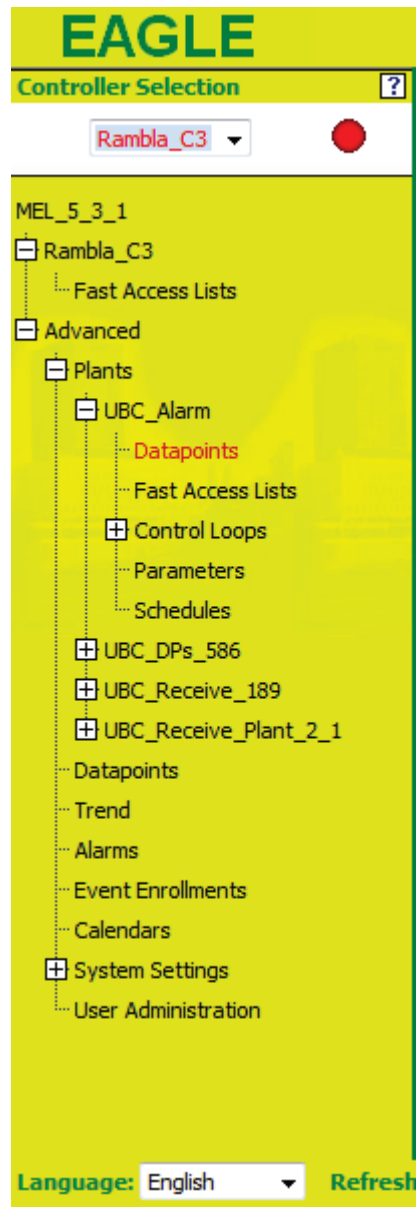 EAGLE
Controller Selection ?
Rambla_C3
MEL_5_3_1
Rambla_C3
Fast Access Lists
Advanced
Plants
UBC_Alarm
Datapoints
Fast Access Lists
Control Loops
Parameters
Schedules
UBC_DPs_586
UBC_Receive_189
UBC_Receive_Plant_2_1
Datapoints
Trend
Alarms
Event Enrollments
Calendars
System Settings
User Administration
Language: English Refresh